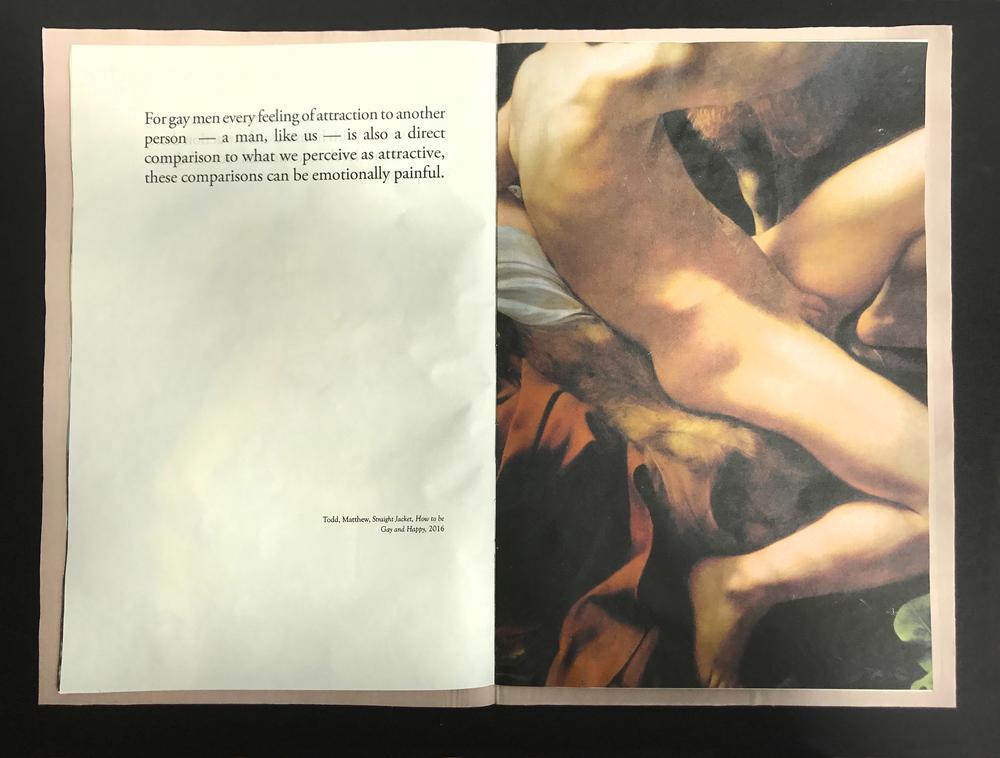 For gay men every feeling of attraction to another
person — a man, like us — is also a direct
comparison to what we perceive as attractive,
these comparisons can be emotionally painful.
Todd, Matthew, Straight Jacket, How to be
Gay and Happy, 2016
-3-